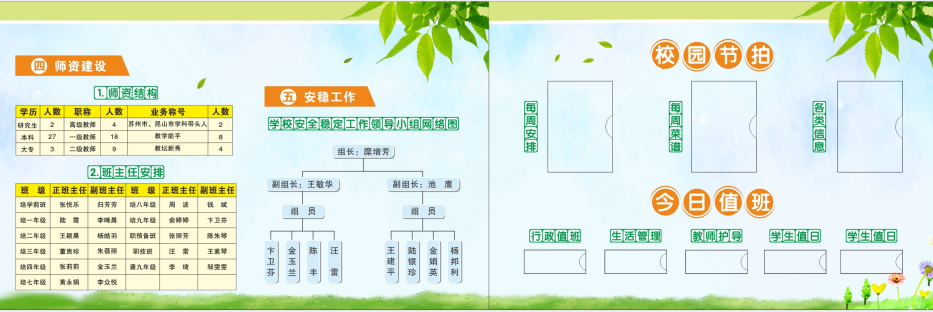 四 师资建设
1.师资结构
学历 人数 职称 人数 业务称号 人数
研究生 2 高级教师 4 苏州市、昆山市学科带头人 2
本科 27 一级教师 18 教学能手 8
大专 3 二级教师 9 教坛新秀 4
2.班主任安排
班 级 正班主任 副班主任 班 级 正班主任 副班主任
培学前班 张悦乐 归芳芳 培八年级 周 波 钱 斌
培一年级 陆 霞 李晞晨 培九年级 俞婷婷 卞卫芬
培二年级 王颖晨 杨皓羽 职预备班 张丽芳 陈朱琴
培三年级 董惠珍 朱蓓丽 职技班 汪 雷 王素琴
培四年级 张莉莉 金玉兰 聋九年级 李 琦 邹雯雯
培七年级 黄永娟 李众悦
五 安稳工作
学校安全稳定工作领导小组网络图
组长：糜增芳
副组长：王敏华 副组长：池 鹰
组 员 组 员
卞卫芬 金玉兰 陈丰 汪雷 王建平 陆银珍 金娟英 杨邦利
校园节拍
每周安排 每周菜谱 各类信息
今日值班
行政值班 生活管理 教师护导 学生值日 学生值日